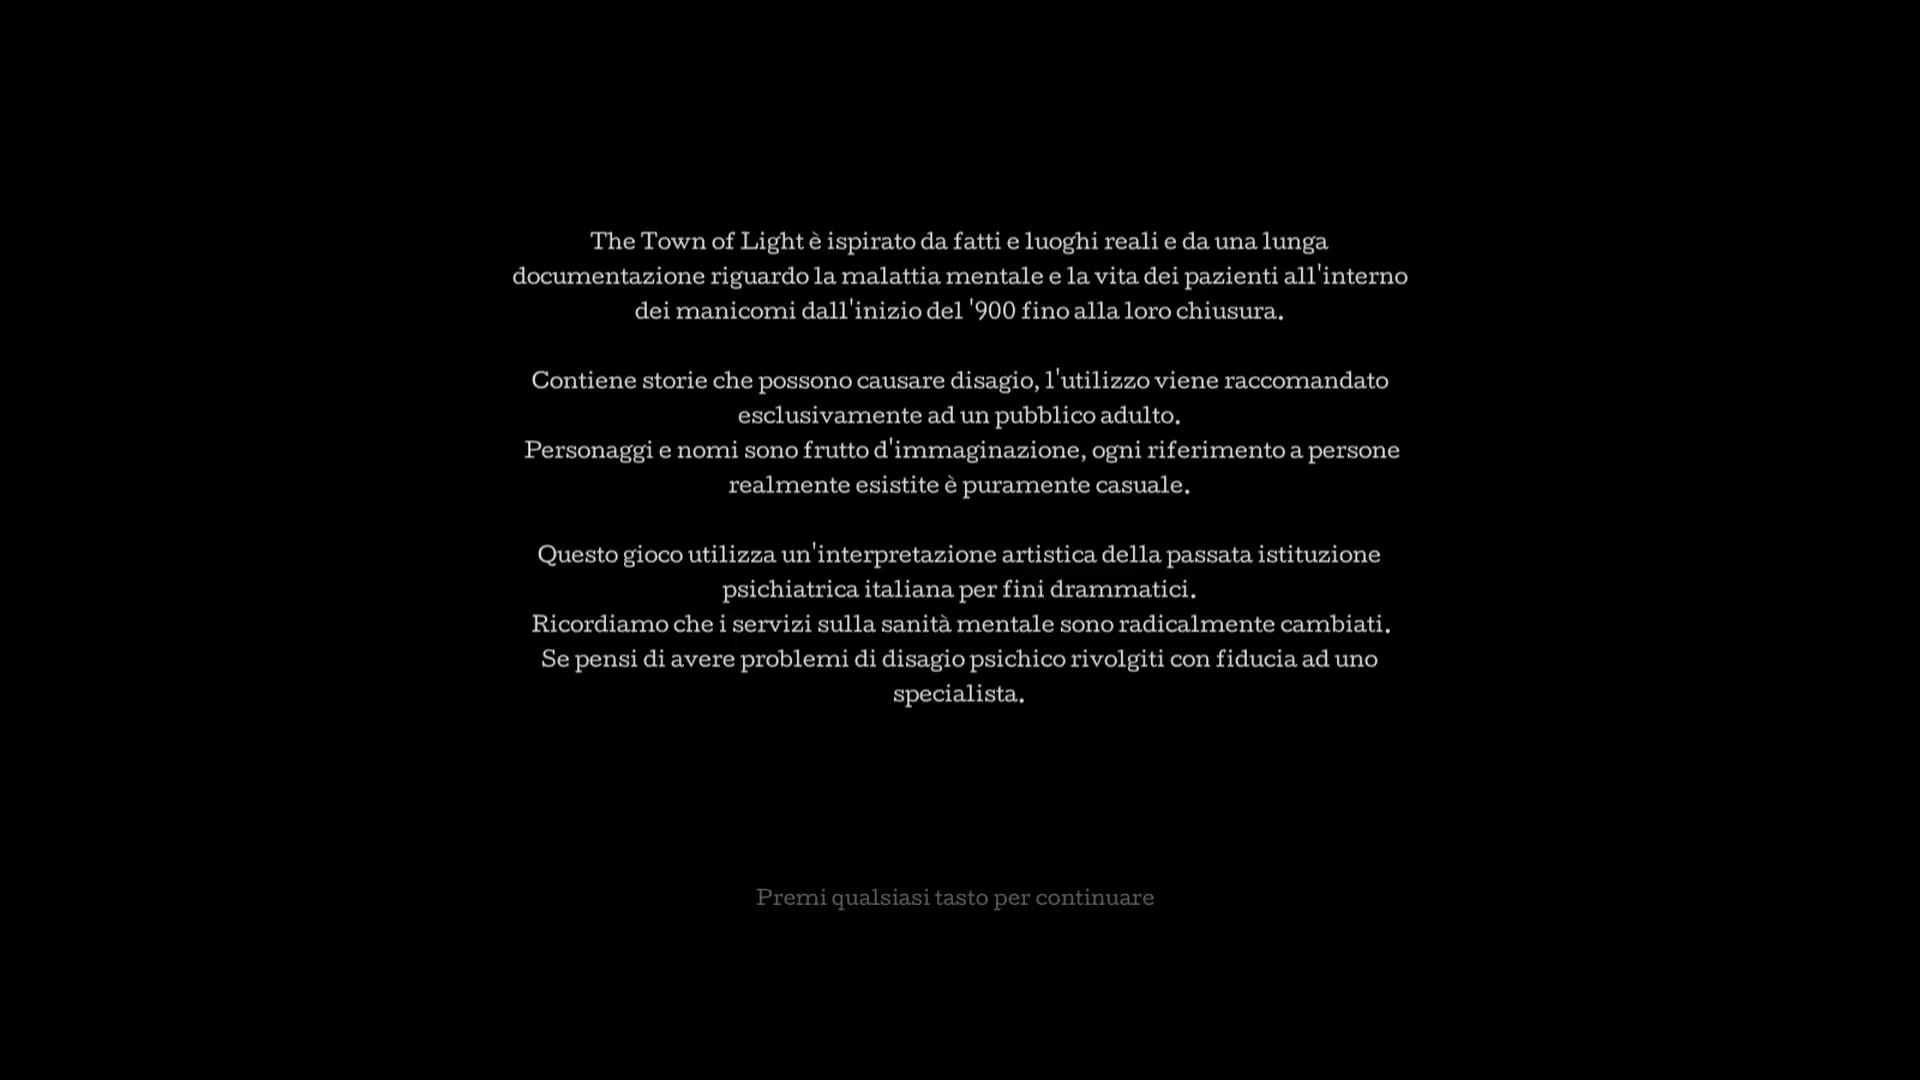 The Town of Light è ispirato da fatti e luoghi reali e da una lunga
documentazione riguardo la malattia mentale e la vita dei pazienti all'interno
dei manicomi dall'inizio del '900 fino alla loro chiusura.
Contiene storie che possono causare disagio, l'utilizzo viene raccomandato
esclusivamente ad un pubblico adulto.
Personaggi e nomi sono frutto d'immaginazione, ogni riferimento a persone
realmente esistite è puramente casuale.
Questo gioco utilizza un'interpretazione artistica della passata istituzione
psichiatrica italiana per fini drammatici.
Ricordiamo che i servizi sulla sanità mentale sono radicalmente cambiati.
Se pensi di avere problemi di disagio psichico rivolgiti con fiducia ad uno
specialista.
Premi qualsiasi tasto per continuare